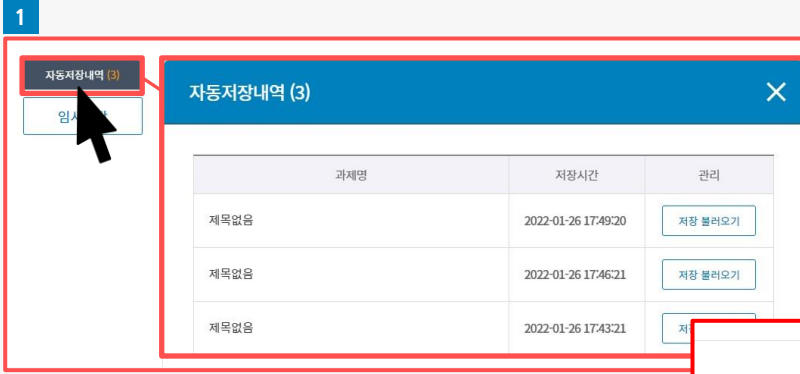 1
자동저장내역 (3)
자동저장내역 (3)
과제명 저장시간 관리
제목없음 2022-01-26 17:49:20 저장 불러오기
제목없음 2022-01-26 17:46:21 저장 불러오기
제목없음 2022-01-26 17:43:21